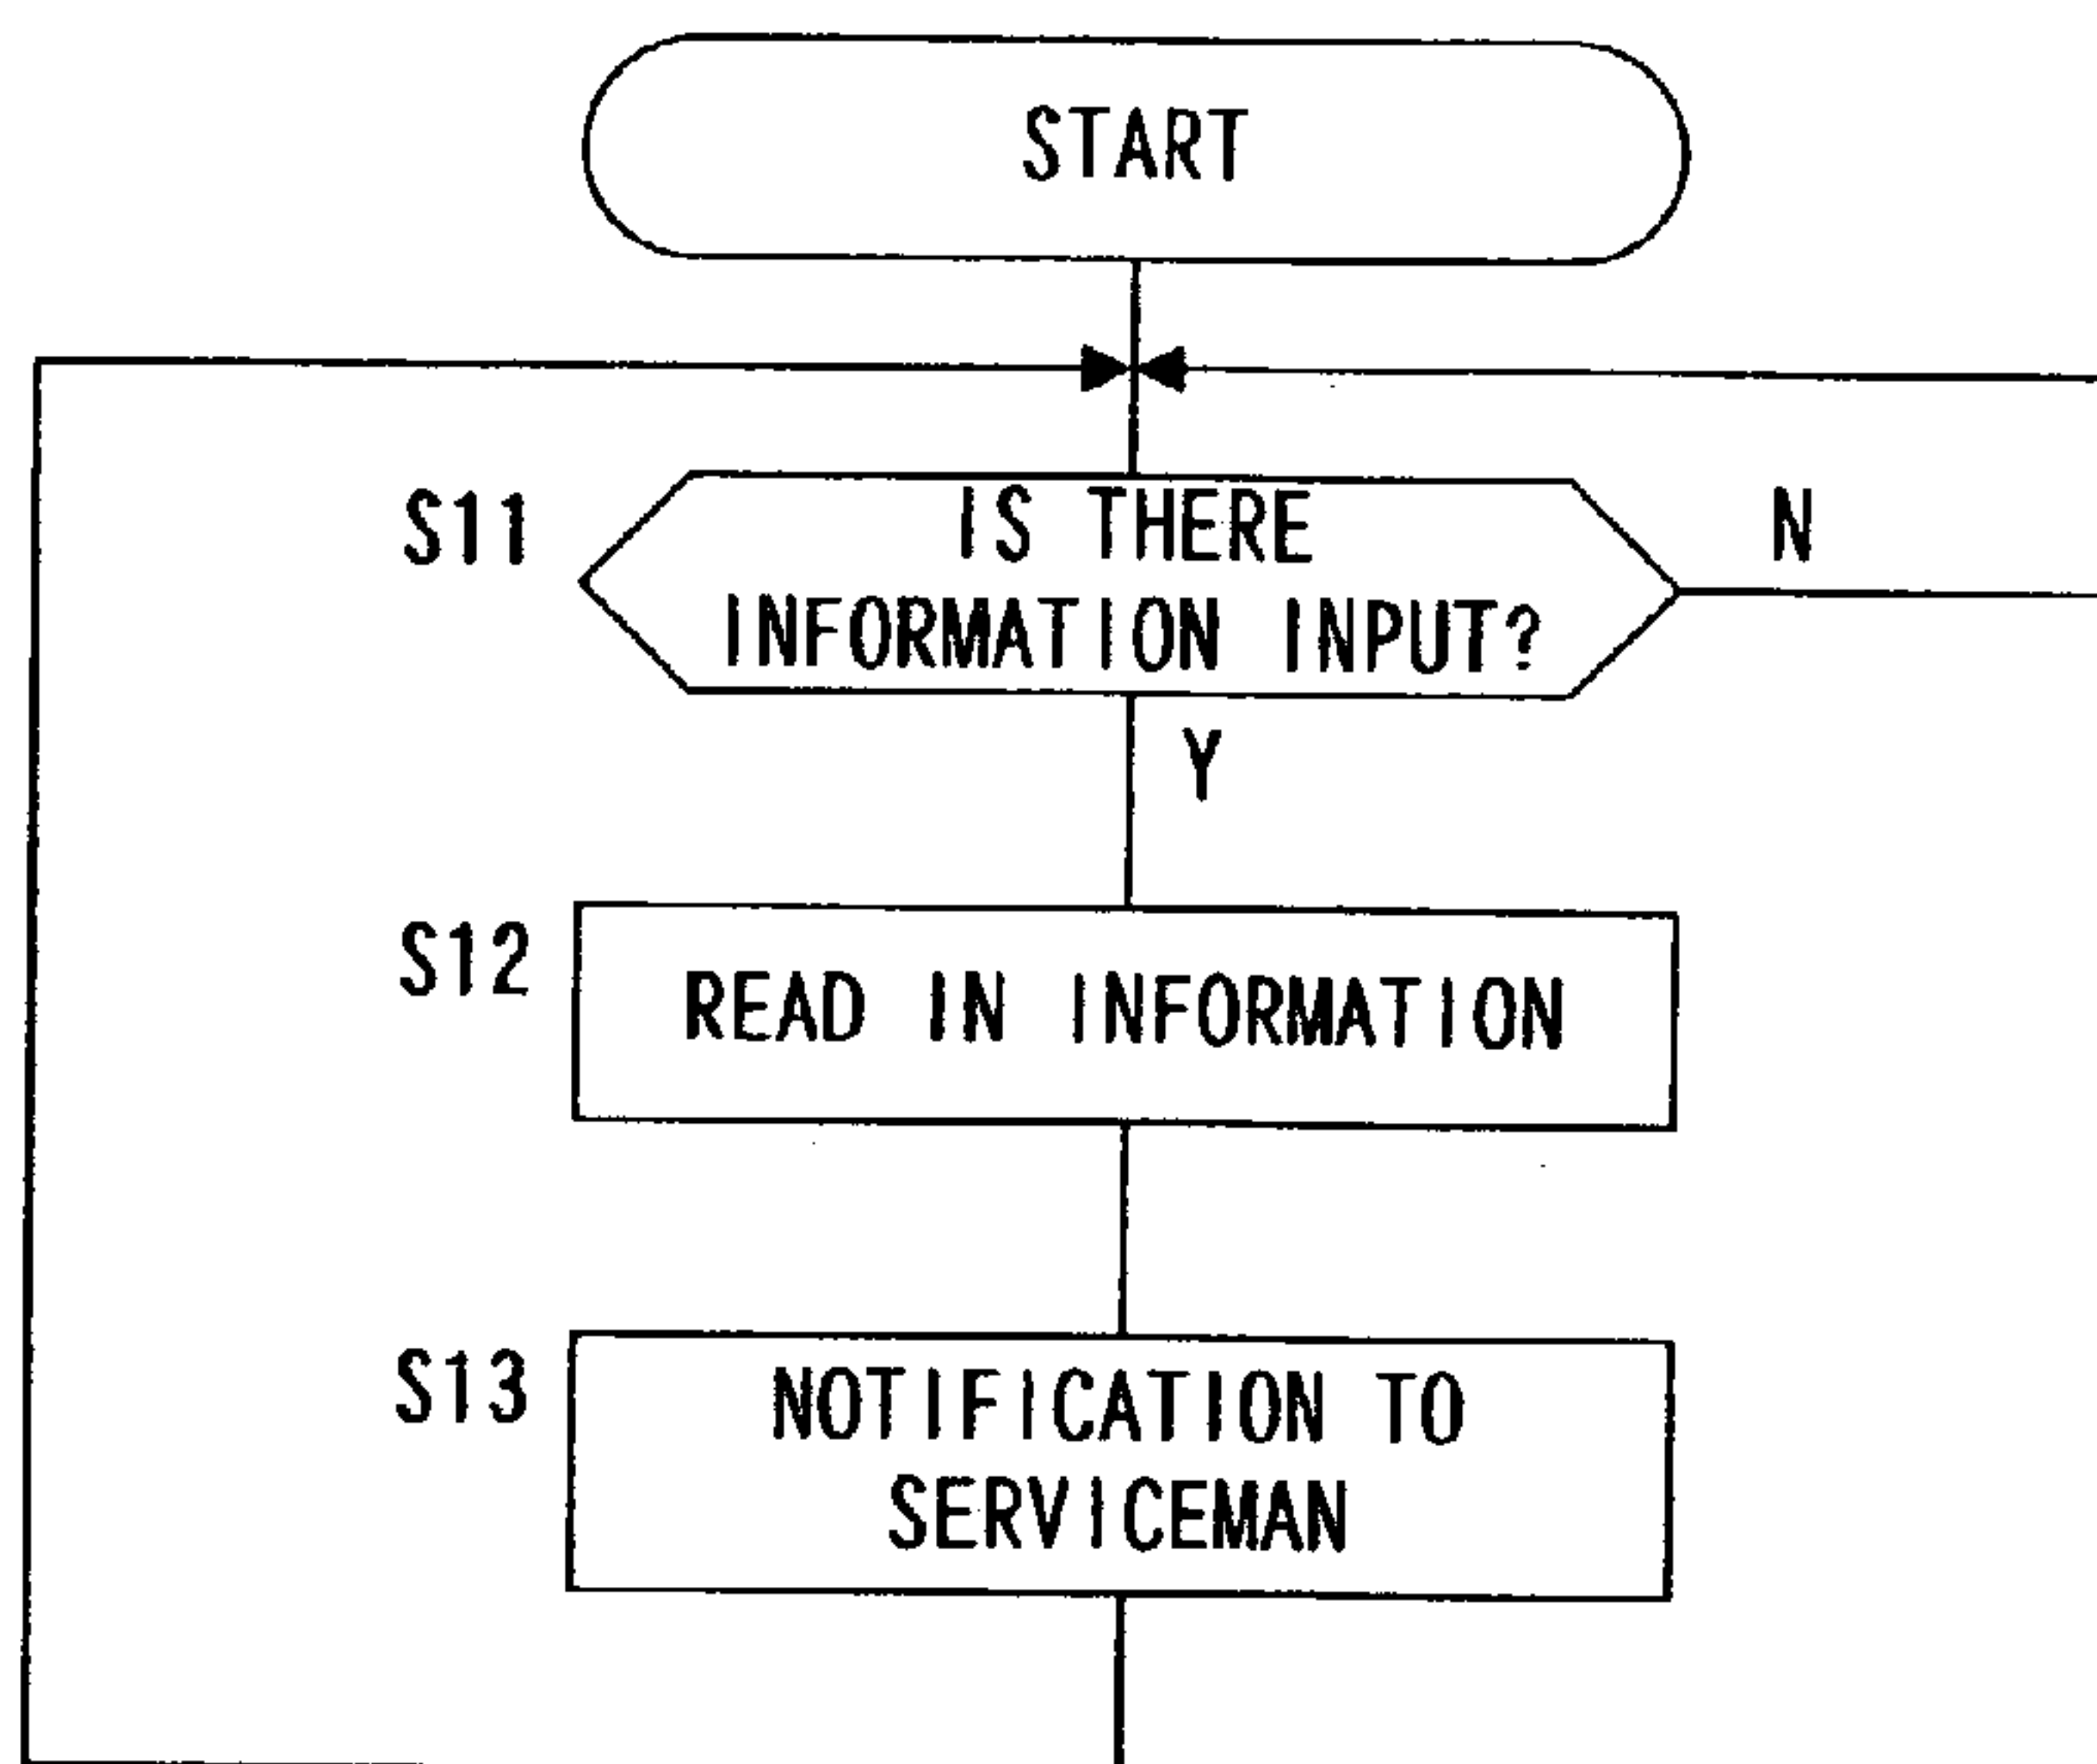 START
S11
IS THERE
INFORMATION INPUT?
N
Y
S12
READ IN INFORMATION
S13
NOTIFICATION TO
SERVICEMAN